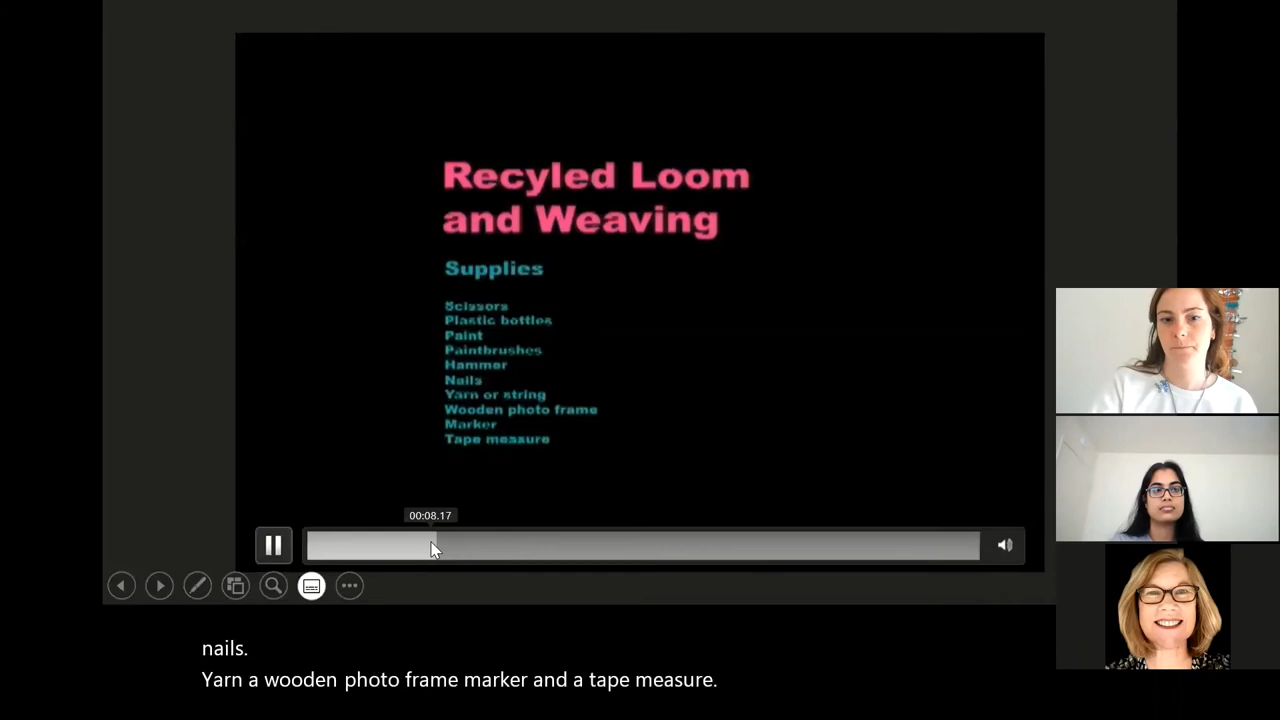 Recyled Loom
and Weaving
Supplies
Scissors
Plastic bottles
Paint
Paintbrushes
Hammer
Nails
Yarn or string
Wooden photo frame
Marker
Tape measure
00:08.17
nails.
Yarn a wooden photo frame marker and a tape measure.